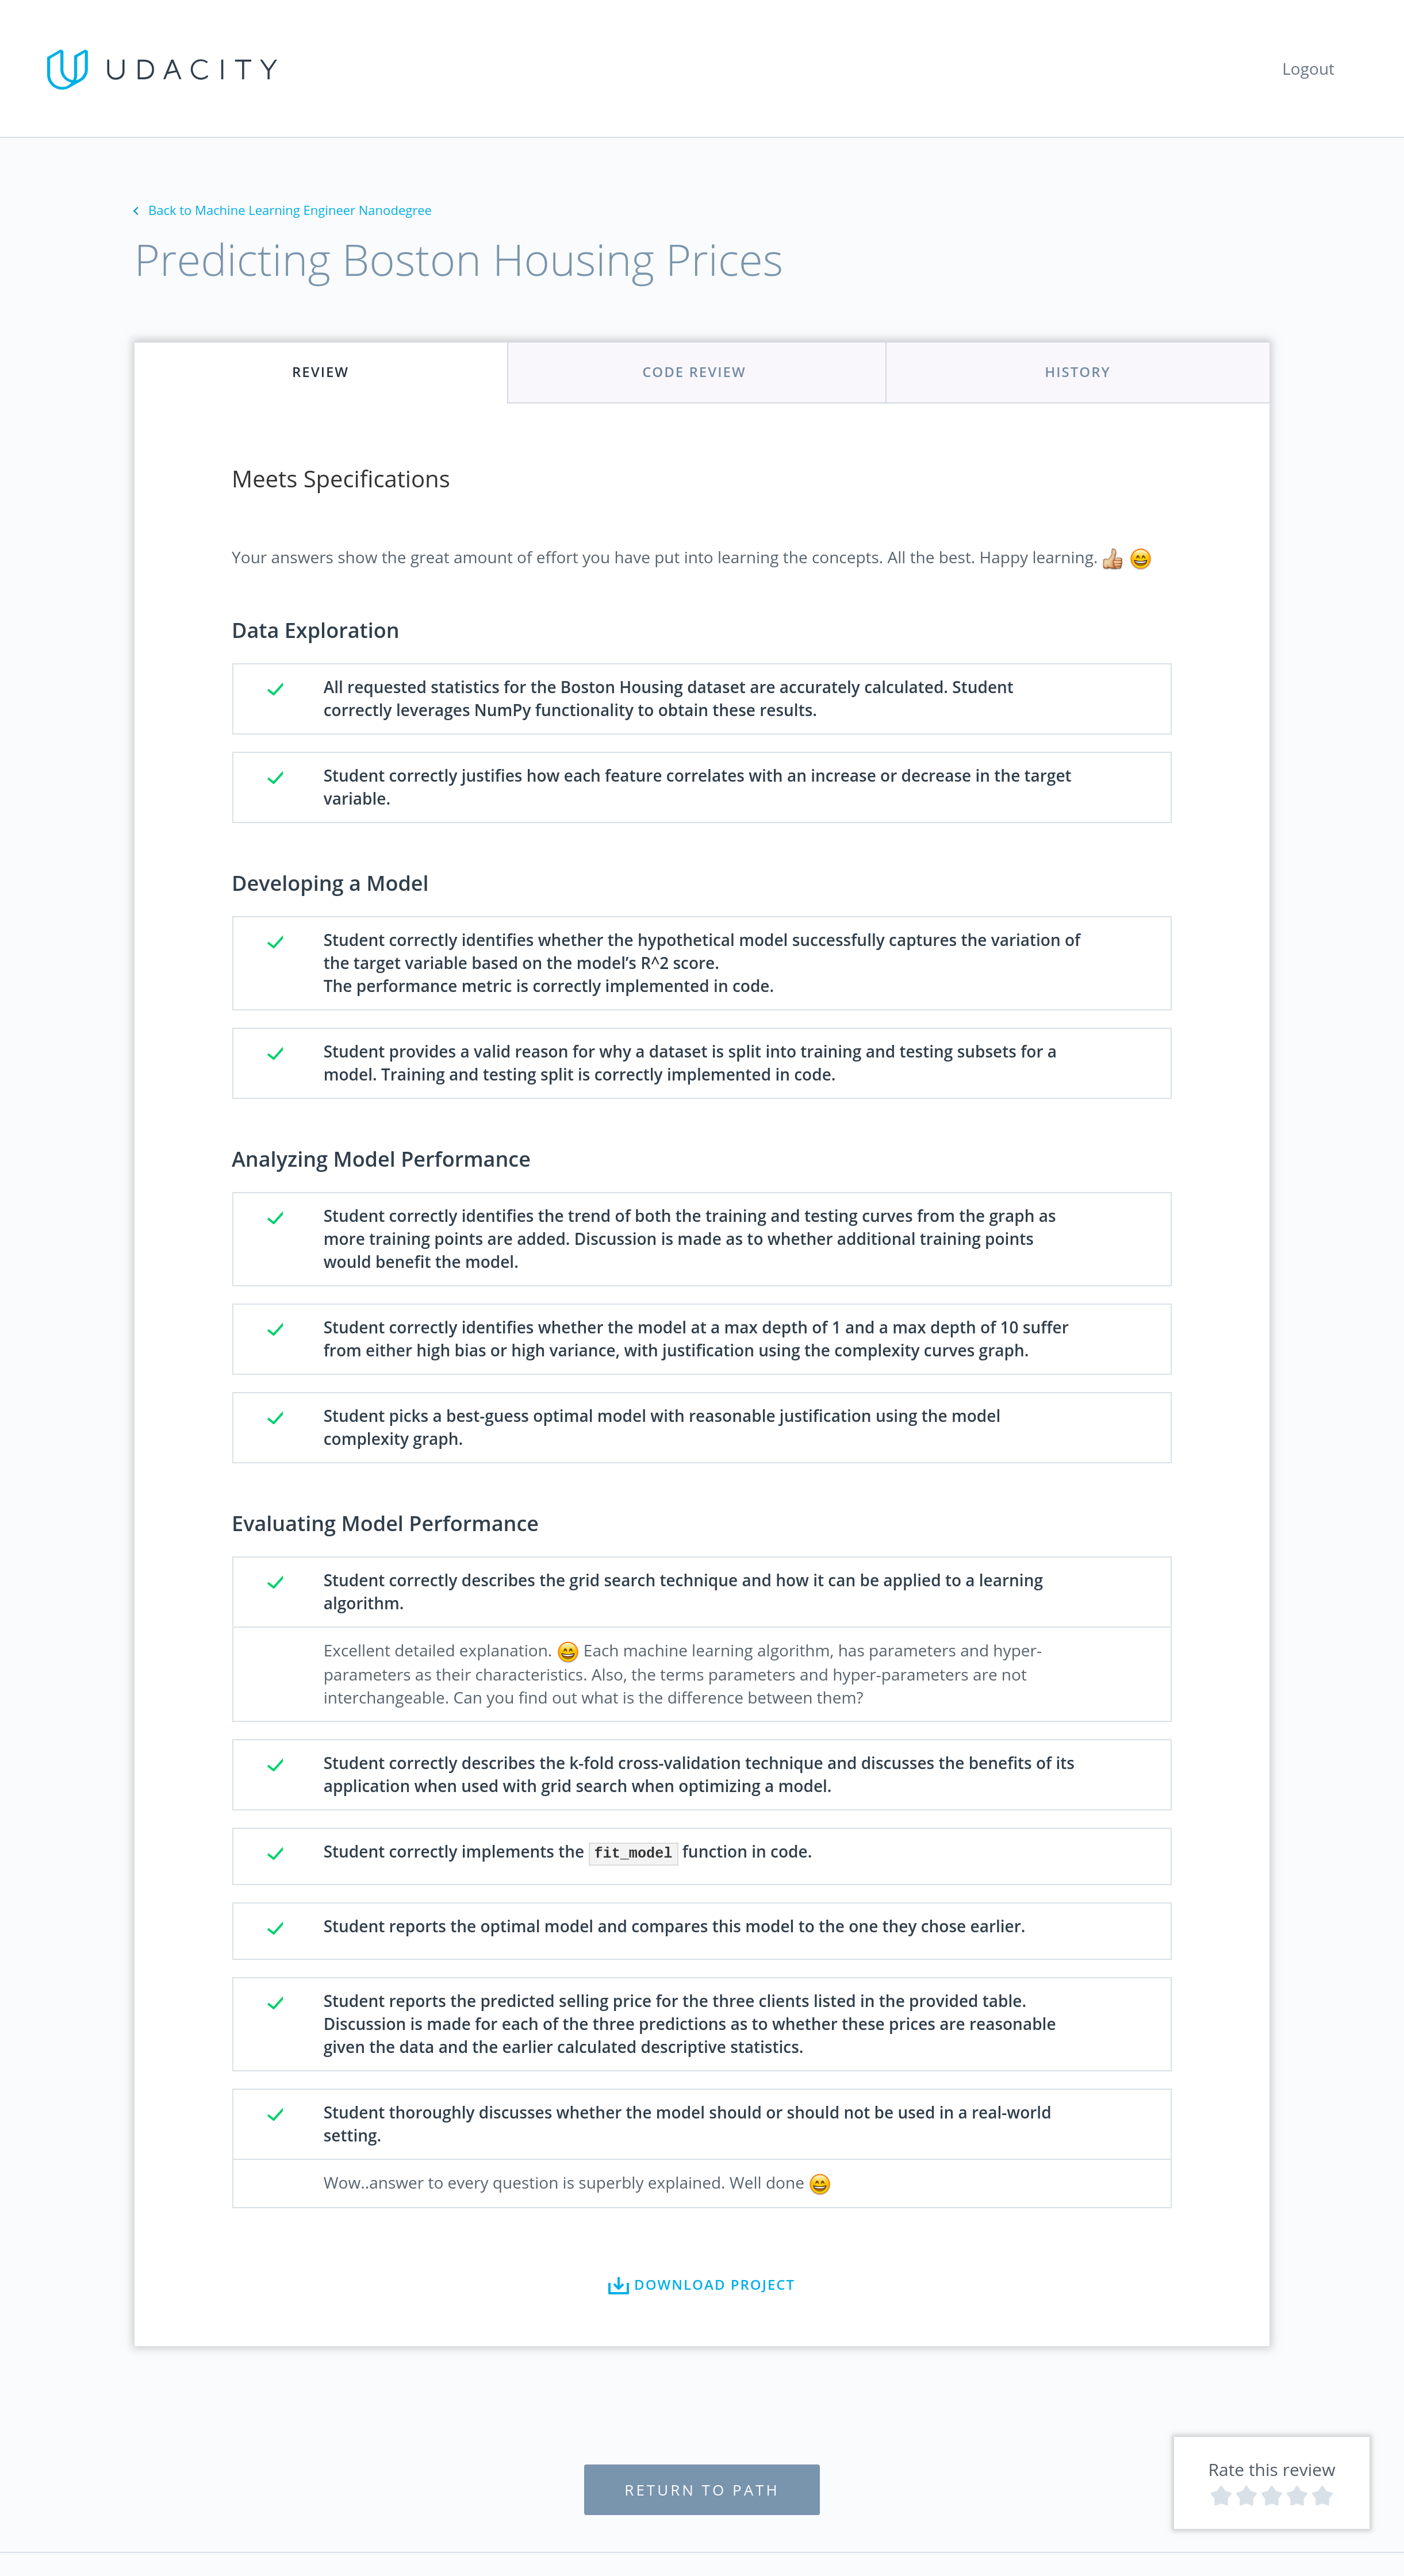 UDACITY
Logout
Back to Machine Learning Engineer Nanodegree
Predicting Boston Housing Prices
REVIEW
CODE REVIEW
HISTORY
Meets Specifications
Your answers show the great amount of effort you have put into learning the concepts. All the best. Happy learning. 👍 😄
Data Exploration
All requested statistics for the Boston Housing dataset are accurately calculated. Student
correctly leverages NumPy functionality to obtain these results.
Student correctly justifies how each feature correlates with an increase or decrease in the target
variable.
Developing a Model
Student correctly identifies whether the hypothetical model successfully captures the variation of
the target variable based on the model’s R^2 score.
The performance metric is correctly implemented in code.
Student provides a valid reason for why a dataset is split into training and testing subsets for a
model. Training and testing split is correctly implemented in code.
Analyzing Model Performance
Student correctly identifies the trend of both the training and testing curves from the graph as
more training points are added. Discussion is made as to whether additional training points
would benefit the model.
Student correctly identifies whether the model at a max depth of 1 and a max depth of 10 suffer
from either high bias or high variance, with justification using the complexity curves graph.
Student picks a best-guess optimal model with reasonable justification using the model
complexity graph.
Evaluating Model Performance
Student correctly describes the grid search technique and how it can be applied to a learning
algorithm.
Excellent detailed explanation. 😄 Each machine learning algorithm, has parameters and hyper-
parameters as their characteristics. Also, the terms parameters and hyper-parameters are not
interchangeable. Can you find out what is the difference between them?
Student correctly describes the k-fold cross-validation technique and discusses the benefits of its
application when used with grid search when optimizing a model.
Student correctly implements the fit_model function in code.
Student reports the optimal model and compares this model to the one they chose earlier.
Student reports the predicted selling price for the three clients listed in the provided table.
Discussion is made for each of the three predictions as to whether these prices are reasonable
given the data and the earlier calculated descriptive statistics.
Student thoroughly discusses whether the model should or should not be used in a real-world
setting.
Wow..answer to every question is superbly explained. Well done 😄
DOWNLOAD PROJECT
Rate this review
RETURN TO PATH